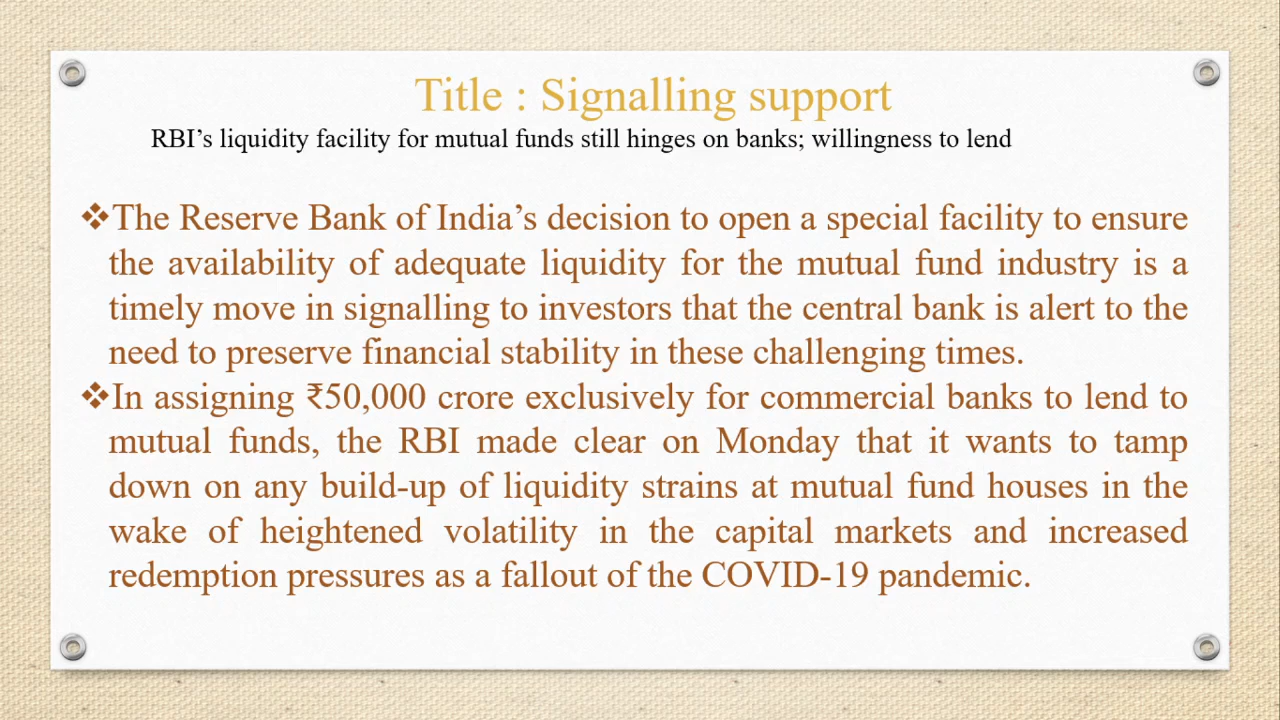 Title : Signalling support
RBI’s liquidity facility for mutual funds still hinges on banks; willingness to lend
❖The Reserve Bank of India’s decision to open a special facility to ensure
the availability of adequate liquidity for the mutual fund industry is a
timely move in signalling to investors that the central bank is alert to the
need to preserve financial stability in these challenging times.
❖In assigning ₹50,000 crore exclusively for commercial banks to lend to
mutual funds, the RBI made clear on Monday that it wants to tamp
down on any build-up of liquidity strains at mutual fund houses in the
wake of heightened volatility in the capital markets and increased
redemption pressures as a fallout of the COVID-19 pandemic.